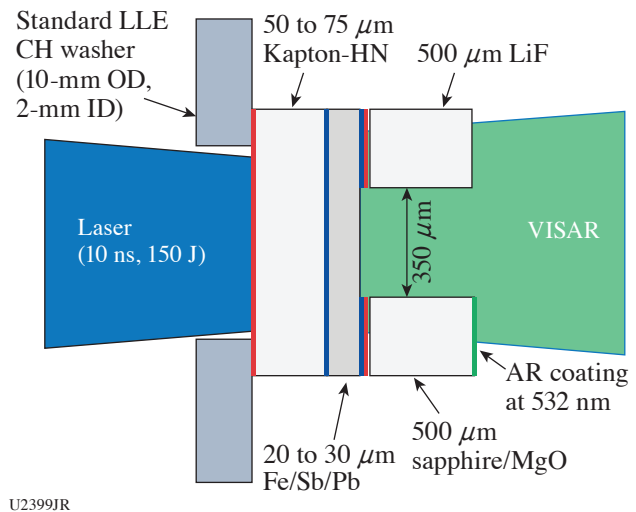 Standard LLE
CH washer
(10-mm OD,
2-mm ID)
50 to 75 μm
Kapton-HN
500 μm LiF
Laser
(10 ns, 150 J)
350 μm
VISAR
AR coating
at 532 nm
20 to 30 μm
Fe/Sb/Pb
500 μm
sapphire/MgO
U2399JR